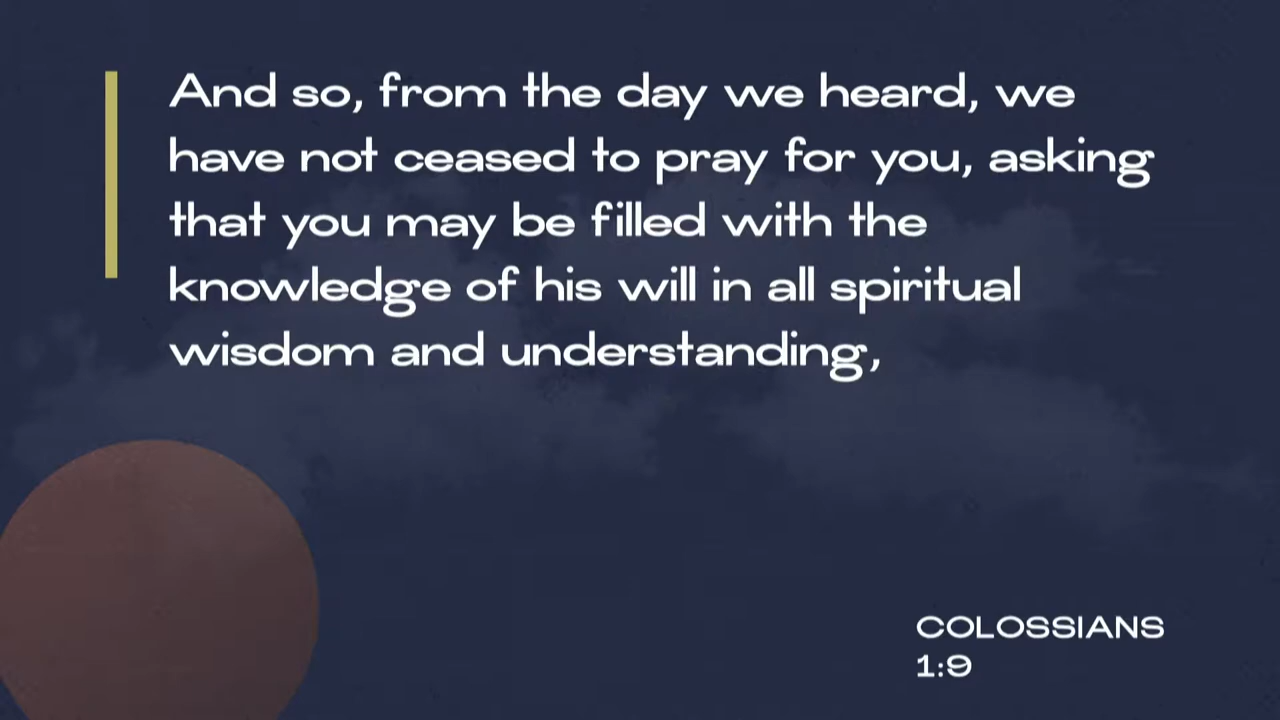 And so, from the day we heard, we
have not ceased to pray for you, asking
that you may be filled with the
knowledge of his will in all spiritual
wisdom and understanding,
COLOSSIANS
1:9